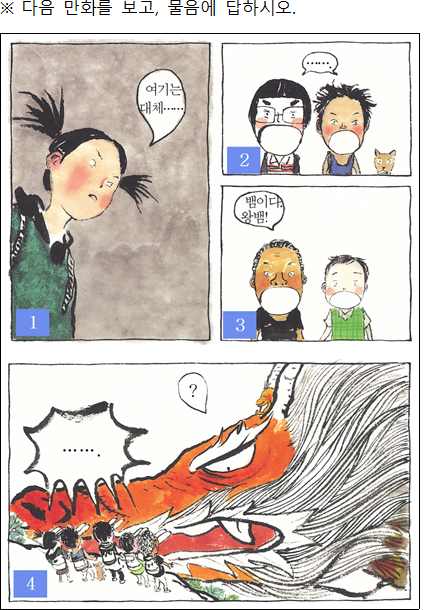 ※ 다음 만화를 보고, 물음에 답하시오.
여기는
대체……
1
…….
2
뱀이다.
왕뱀!
3
?
…….
4